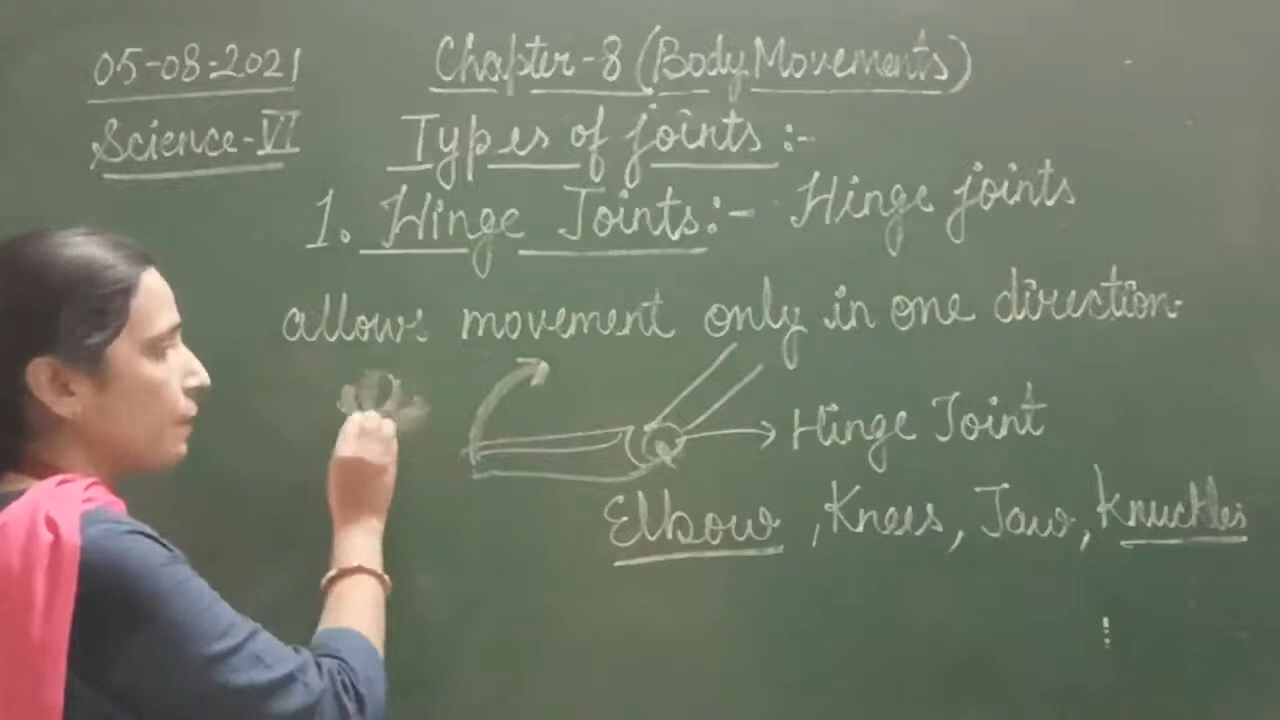 05-08-2021
Chapter-8 (Body Movements)
Science-VI
Types of joints :-
1. Hinge Joints:- Hinge joints
allows movement only in one direction.
Hinge Joint
Elbow, Knees, Jaw, Knuckles